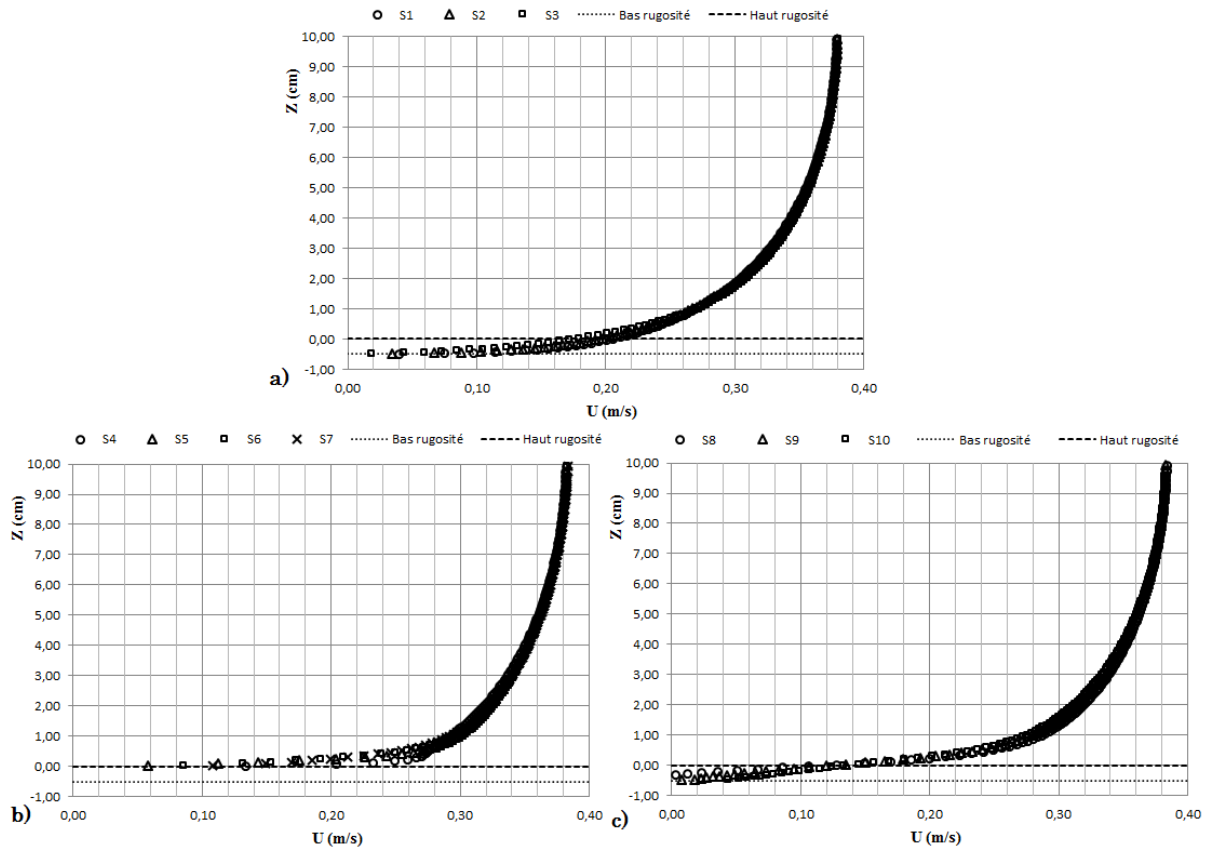 S1 S2 S3 Bas rugosité Haut rugosité
10,00
9,00
8,00
7,00
6,00
5,00
4,00
3,00
2,00
1,00
0,00
-1,00
Z (cm)
0,00 0,10 0,20 0,30 0,40
U (m/s)
a)
S4 S5 S6 S7 Bas rugosité Haut rugosité
10,00
9,00
8,00
7,00
6,00
5,00
4,00
3,00
2,00
1,00
0,00
-1,00
Z (cm)
0,00 0,10 0,20 0,30 0,40
U (m/s)
b)
S8 S9 S10 Bas rugosité Haut rugosité
10,00
9,00
8,00
7,00
6,00
5,00
4,00
3,00
2,00
1,00
0,00
-1,00
Z (cm)
0,00 0,10 0,20 0,30 0,40
U (m/s)
c)